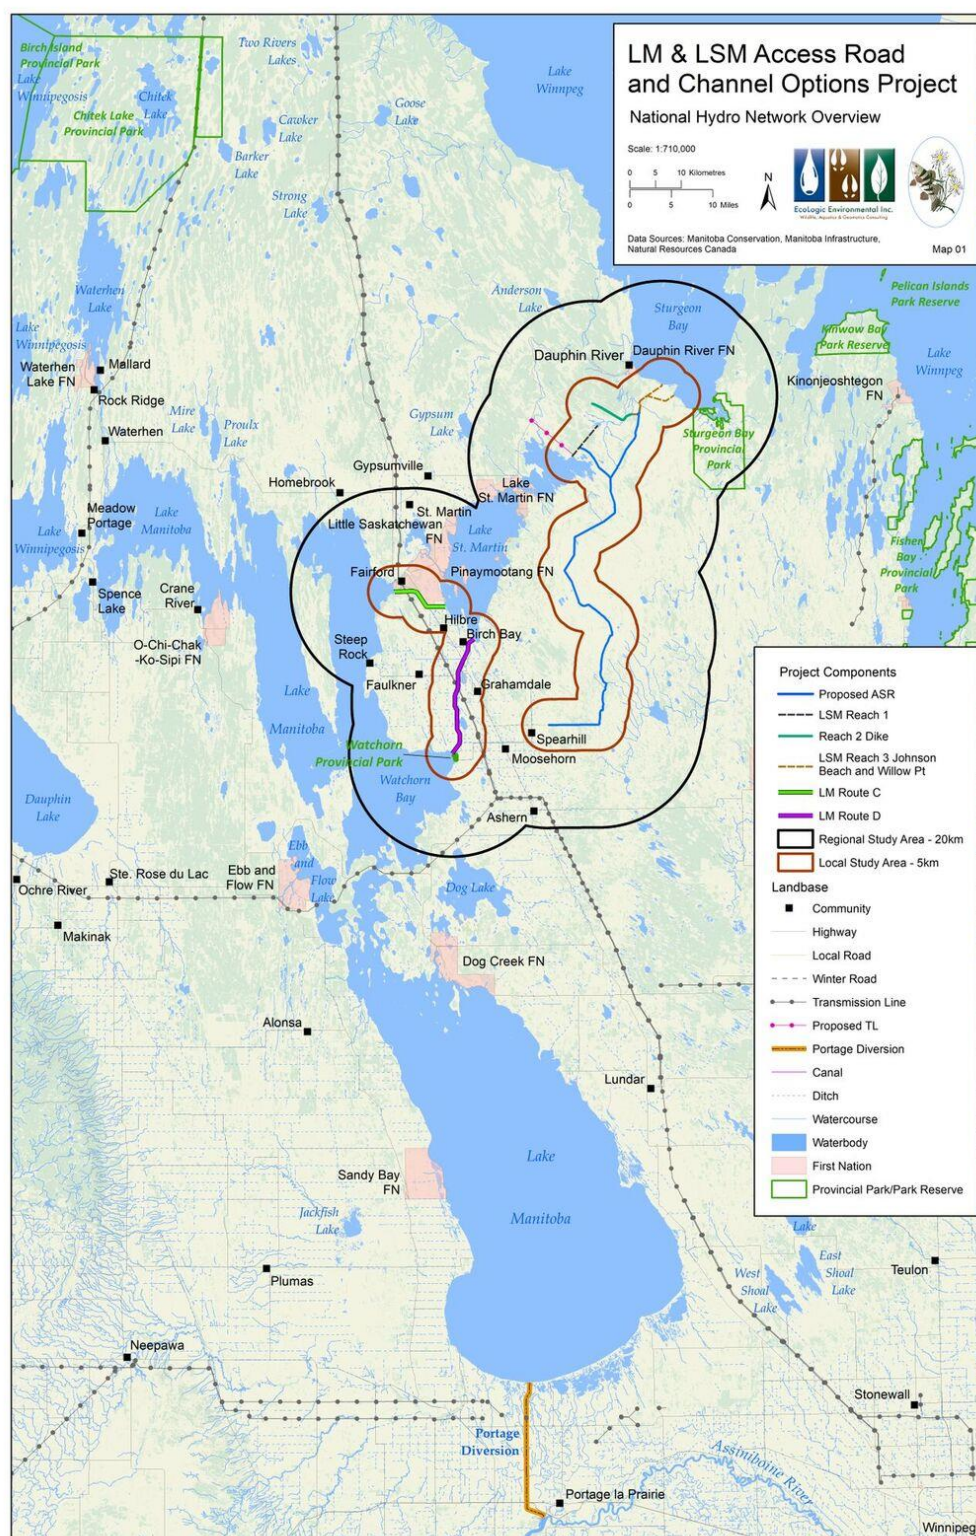 LM & LSM Access Road
and Channel Options Project
National Hydro Network Overview
Scale: 1:710,000
0 5 10 Kilometres
0 5 10 Miles
N
EcoLogic Environmental Inc.
Wildlife, Aquatics & Geomatics Consulting
Data Sources: Manitoba Conservation, Manitoba Infrastructure,
Natural Resources Canada
Map 01
Birch Island
Provincial Park
Lake
Winnipegosis
Chitek
Lake
Chitek Lake
Provincial Park
Two Rivers
Lakes
Cawker
Lake
Goose
Lake
Barker
Lake
Strong
Lake
Lake
Winnipeg
Waterhen
Lake
Anderson
Lake
Sturgeon
Bay
Pelican Islands
Park Reserve
Kinwow Bay
Park Reserve
Lake
Winnipegosis
Waterhen
Lake FN
Mallard
Rock Ridge
Dauphin River
Dauphin River FN
Lake
Winnipeg
Kinonjeoshtegon
FN
Mire
Lake
Proulx
Lake
Gypsum
Lake
Waterhen
Sturgeon Bay
Provincial
Park
Gypsumville
Homebrook
Lake
St. Martin FN
St. Martin
Little Saskatchewan
FN
Lake
St. Martin
Meadow
Portage
Lake
Manitoba
Lake
Winnipegosis
Fisher
Bay
Provincial
Park
Fairford
Pinaymootang FN
Spence
Lake
Crane
River
Hilbre
Birch Bay
O-Chi-Chak
-Ko-Sipi FN
Steep
Rock
Faulkner
Grahamdale
Lake
Manitoba
Watchorn
Provincial Park
Spearhill
Moosehorn
Watchorn
Bay
Ashern
Dauphin
Lake
Ebb
and
Flow
Lake
Ebb and
Flow FN
Ste. Rose du Lac
Ochre River
Dog Lake
Makinak
Dog Creek FN
Alonsa
Lundar
Sandy Bay
FN
Lake
Manitoba
Jackfish
Lake
Plumas
Lake
East
Shoal
Lake
West
Shoal
Lake
Teulon
Neepawa
Stonewall
Portage
Diversion
Assiniboine River
Portage la Prairie
Winnipeg
Project Components
Proposed ASR
LSM Reach 1
Reach 2 Dike
LSM Reach 3 Johnson
Beach and Willow Pt
LM Route C
LM Route D
Regional Study Area - 20km
Local Study Area - 5km
Landbase
Community
Highway
Local Road
Winter Road
Transmission Line
Proposed TL
Portage Diversion
Canal
Ditch
Watercourse
Waterbody
First Nation
Provincial Park/Park Reserve